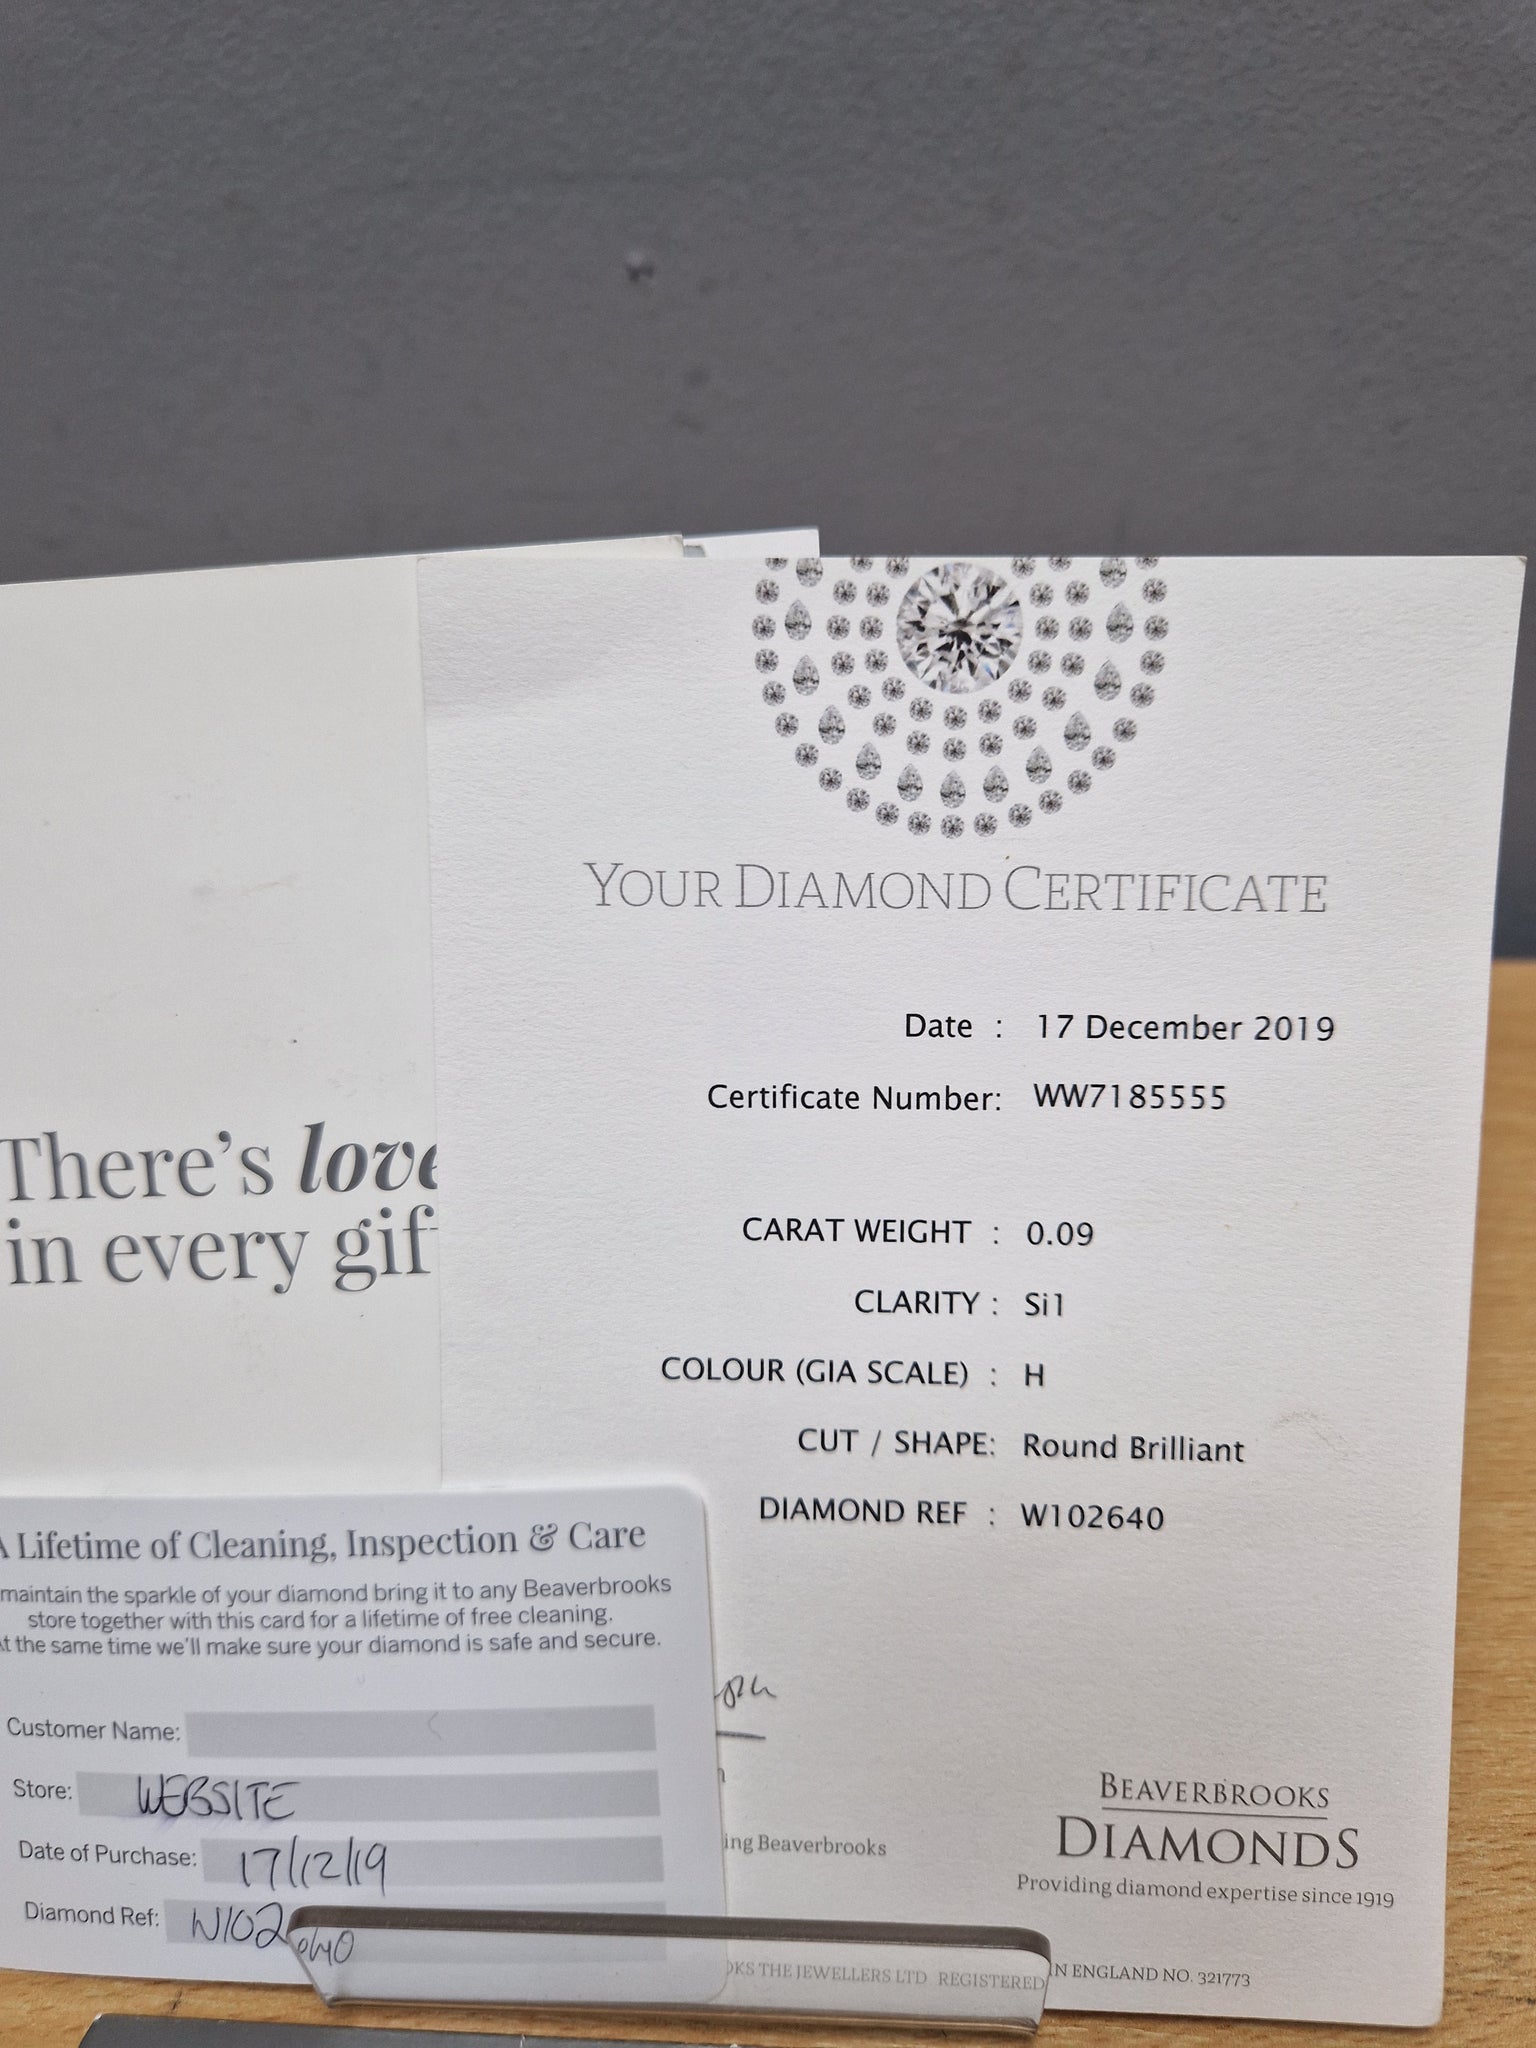 YOUR DIAMOND CERTIFICATE
Date : 17 December 2019
Certificate Number: WW7185555
CARAT WEIGHT : 0.09
CLARITY : Si1
COLOUR (GIA SCALE) : H
CUT / SHAPE: Round Brilliant
DIAMOND REF : W102640
ing Beaverbrooks
BEAVERBROOKS
DIAMONDS
Providing diamond expertise since 1919
OKS THE JEWELLERS LTD REGISTERED IN ENGLAND NO. 321773
There's love
in every gif
A Lifetime of Cleaning, Inspection & Care
maintain the sparkle of your diamond bring it to any Beaverbrooks
store together with this card for a lifetime of free cleaning.
At the same time we'll make sure your diamond is safe and secure.
Customer Name:
Store: WEBSITE
Date of Purchase: 17/12/19
Diamond Ref: W102640